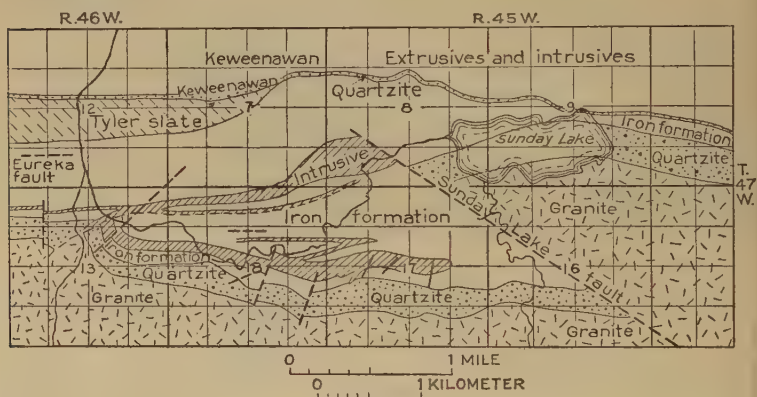 R.46 W.
R.45 W.
Keweenawan
Extrusives and intrusives
Keweenawan
Quartzite
12
7
8
9
Tyler slate
Iron formation
Sunday Lake
Quartzite
Eureka
fault
Intrusive
T.
47
W.
Sunday Lake fault
Granite
Iron formation
Iron formation
13
18
17
16
Quartzite
Quartzite
Granite
Granite
0 1 MILE
0 1 KILOMETER